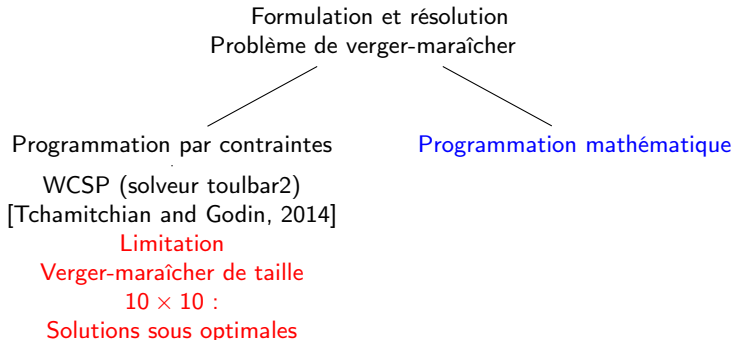 Formulation et résolution
Problème de verger-maraîcher
Programmation par contraintes
Programmation mathématique
WCSP (solveur toulbar2)
[Tchamitchian and Godin, 2014]
Limitation
Verger-maraîcher de taille
10 × 10 :
Solutions sous optimales